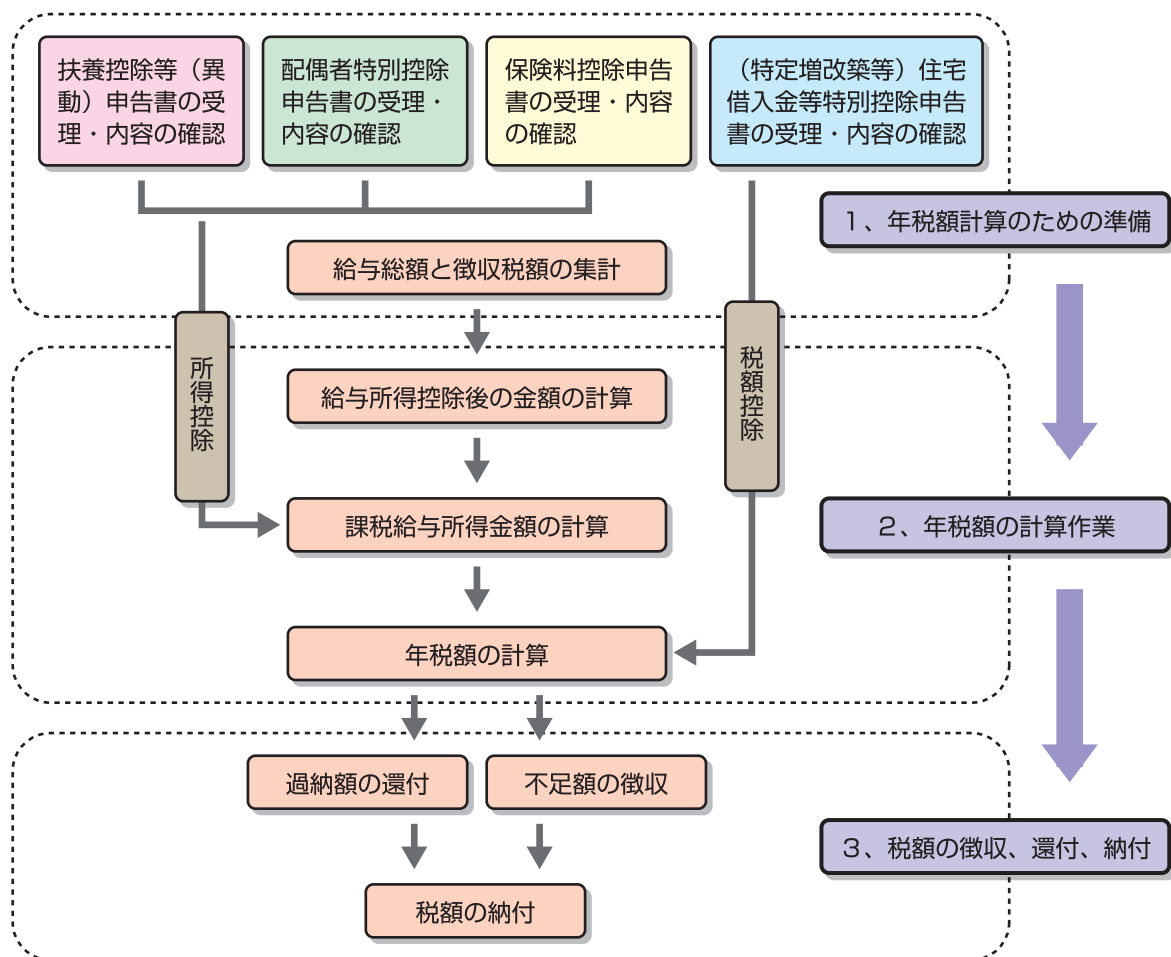 扶養控除等（異
動）申告書の受
理・内容の確認
配偶者特別控除
申告書の受理・
内容の確認
保険料控除申告
書の受理・内容
の確認
（特定増改築等）住宅
借入金等特別控除申告
書の受理・内容の確認
１、年税額計算のための準備
給与総額と徴収税額の集計
所得控除
税額控除
給与所得控除後の金額の計算
課税給与所得金額の計算
２、年税額の計算作業
年税額の計算
過納額の還付
不足額の徴収
３、税額の徴収、還付、納付
税額の納付